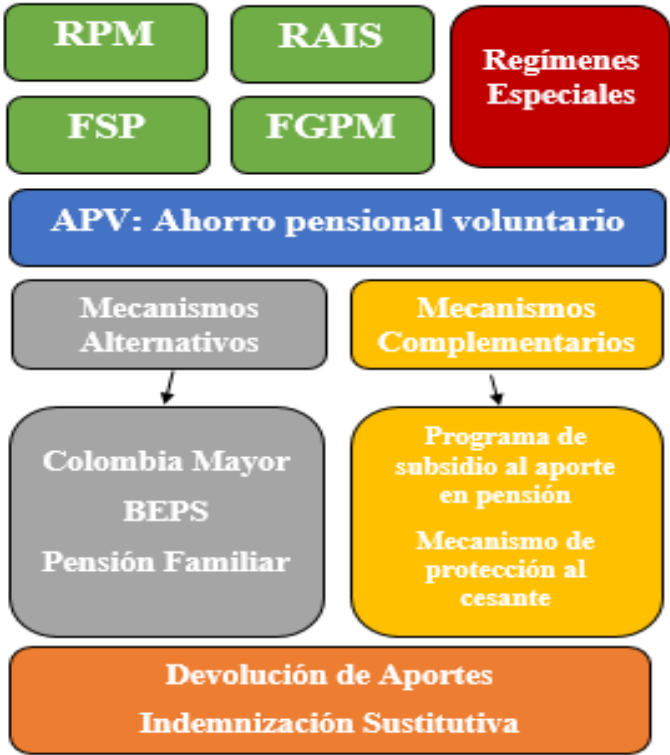 RPM
RAIS
Regímenes
Especiales
FSP
FGPM
APV: Ahorro pensional voluntario
Mecanismos
Alternativos
Mecanismos
Complementarios
Colombia Mayor
BEPS
Pensión Familiar
Programa de
subsidio al aporte
en pensión
Mecanismo de
protección al
cesante
Devolución de Aportes
Indemnización Sustitutiva